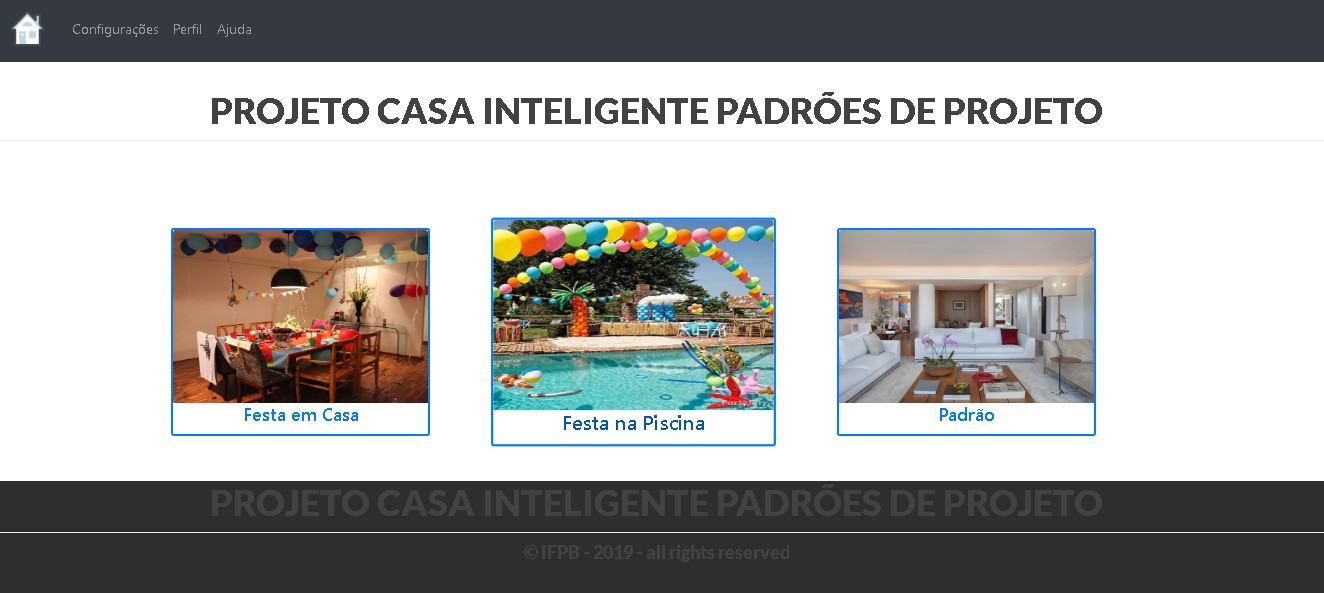 Configurações Perfil Ajuda
PROJETO CASA INTELIGENTE PADRÕES DE PROJETO
Festa em Casa
Festa na Piscina
Padrão
PROJETO CASA INTELIGENTE PADRÕES DE PROJETO
© IFPB - 2019 - all rights reserved